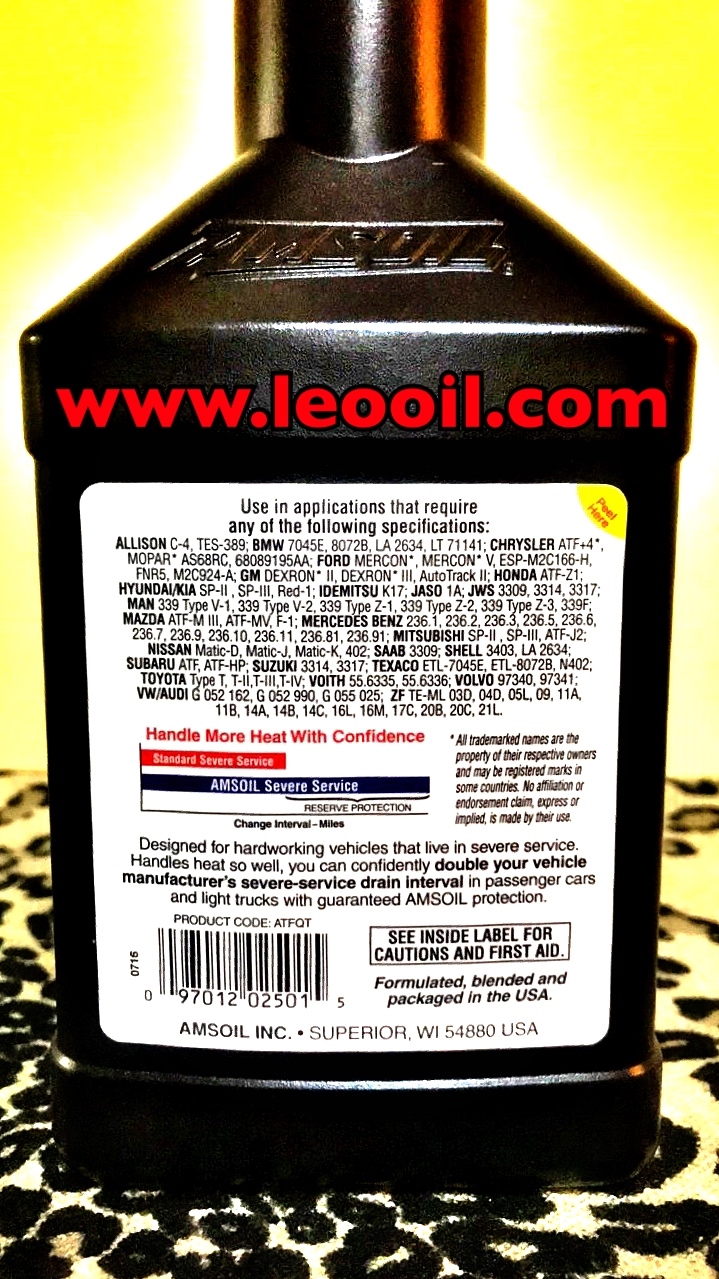 AMSOIL
www.leooil.com
Peel
Here
Use in applications that require
any of the following specifications:
ALLISON C-4, TES-389; BMW 7045E, 8072B, LA 2634, LT 71141; CHRYSLER ATF+4*,
MOPAR* AS68RC, 68089195AA; FORD MERCON*, MERCON* V, ESP-M2C166-H,
FNR5, M2C924-A; GM DEXRON* II, DEXRON* III, AutoTrack II; HONDA ATF-Z1;
HYUNDAI/KIA SP-II , SP-III, Red-1; IDEMITSU K17; JASO 1A; JWS 3309, 3314, 3317;
MAN 339 Type V-1, 339 Type V-2, 339 Type Z-1, 339 Type Z-2, 339 Type Z-3, 339F;
MAZDA ATF-M III, ATF-MV, F-1; MERCEDES BENZ 236.1, 236.2, 236.3, 236.5, 236.6,
236.7, 236.9, 236.10, 236.11, 236.81, 236.91; MITSUBISHI SP-II , SP-III, ATF-J2;
NISSAN Matic-D, Matic-J, Matic-K, 402; SAAB 3309; SHELL 3403, LA 2634;
SUBARU ATF, ATF-HP; SUZUKI 3314, 3317; TEXACO ETL-7045E, ETL-8072B, N402;
TOYOTA Type T, T-II,T-III,T-IV; VOITH 55.6335, 55.6336; VOLVO 97340, 97341;
VW/AUDI G 052 162, G 052 990, G 055 025; ZF TE-ML 03D, 04D, 05L, 09, 11A,
11B, 14A, 14B, 14C, 16L, 16M, 17C, 20B, 20C, 21L.
Handle More Heat With Confidence
Standard Severe Service
AMSOIL Severe Service
RESERVE PROTECTION
Change Interval–Miles
* All trademarked names are the
property of their respective owners
and may be registered marks in
some countries. No affiliation or
endorsement claim, express or
implied, is made by their use.
Designed for hardworking vehicles that live in severe service.
Handles heat so well, you can confidently double your vehicle
manufacturer's severe-service drain interval in passenger cars
and light trucks with guaranteed AMSOIL protection.
PRODUCT CODE: ATFQT
0716
0 97012 02501 5
SEE INSIDE LABEL FOR
CAUTIONS AND FIRST AID.
Formulated, blended and
packaged in the USA.
AMSOIL INC. • SUPERIOR, WI 54880 USA